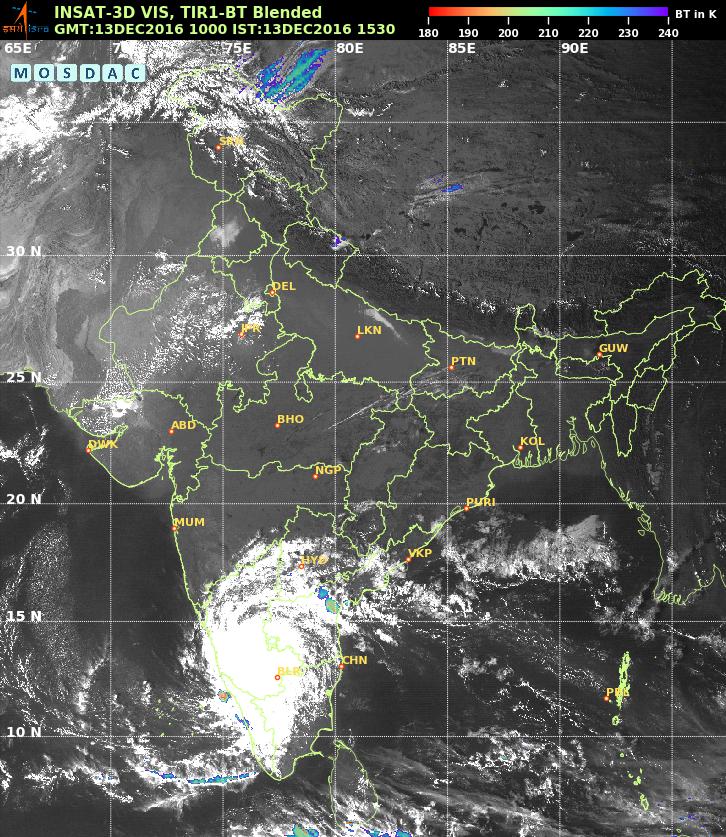 INSAT-3D VIS, TIR1-BT Blended
GMT:13DEC2016 1000 IST:13DEC2016 1530
BT in K
180 190 200 210 220 230 240
65E 70E 75E 80E 85E 90E
MOSDAC
SRN
30 N
DEL
JPR
LKN
GUW
PTN
25 N
ABD
BHO
DWK
KOL
NGP
20 N
PURI
MUM
VKP
HYD
15 N
CHN
BLR
PBL
10 N